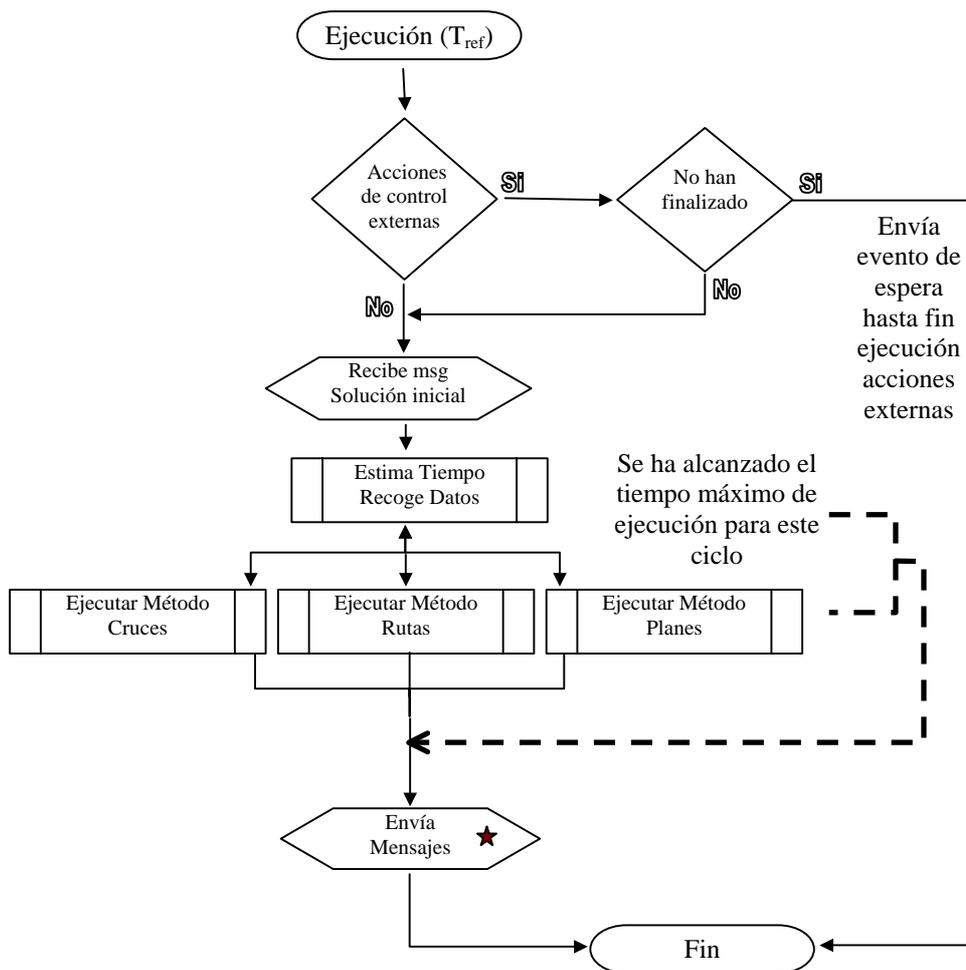 Ejecución (Tref)
Acciones
de control
externas
Si
No han
finalizado
Si
Envía
evento de
espera
hasta fin
ejecución
acciones
externas
No
No
Recibe msg
Solución inicial
Estima Tiempo
Recoge Datos
Se ha alcanzado el
tiempo máximo de
ejecución para este
ciclo
Ejecutar Método
Cruces
Ejecutar Método
Rutas
Ejecutar Método
Planes
Envía
Mensajes
Fin